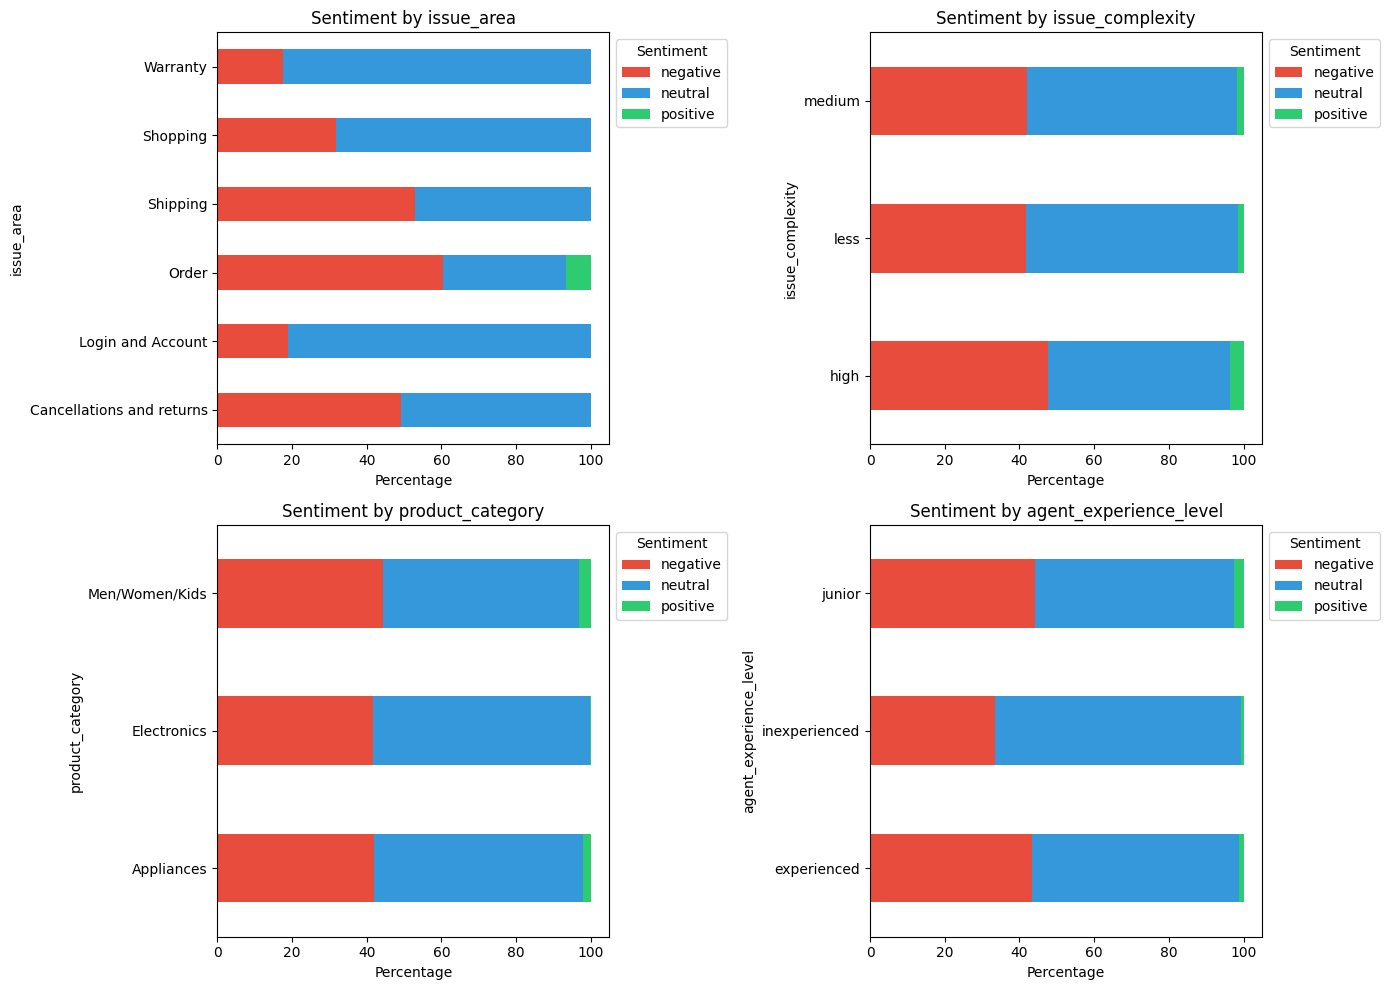 Sentiment by issue_area
issue_area
Warranty
Shopping
Shipping
Order
Login and Account
Cancellations and returns
0 20 40 60 80 100
Percentage
Sentiment
negative
neutral
positive
Sentiment by issue_complexity
issue_complexity
medium
less
high
0 20 40 60 80 100
Percentage
Sentiment
negative
neutral
positive
Sentiment by product_category
product_category
Men/Women/Kids
Electronics
Appliances
0 20 40 60 80 100
Percentage
Sentiment
negative
neutral
positive
Sentiment by agent_experience_level
agent_experience_level
junior
inexperienced
experienced
0 20 40 60 80 100
Percentage
Sentiment
negative
neutral
positive